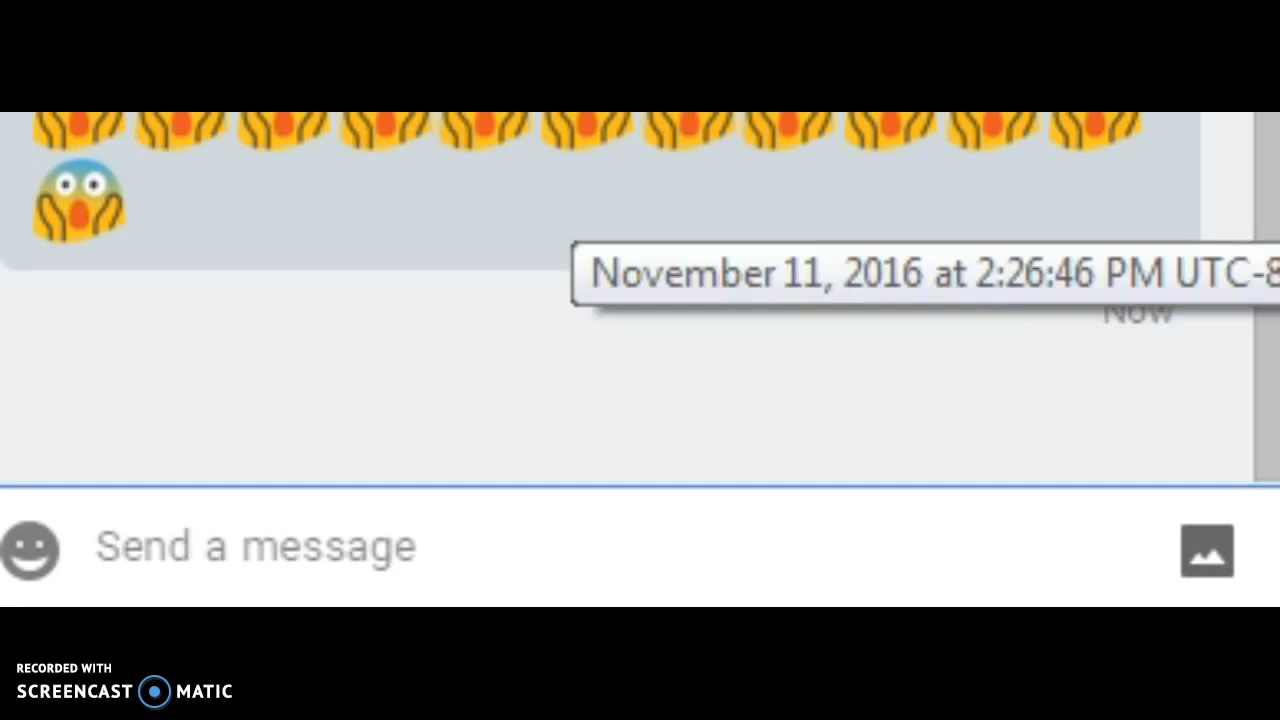 November 11, 2016 at 2:26:46 PM UTC-8
Now
Send a message
RECORDED WITH
SCREENCAST MATIC